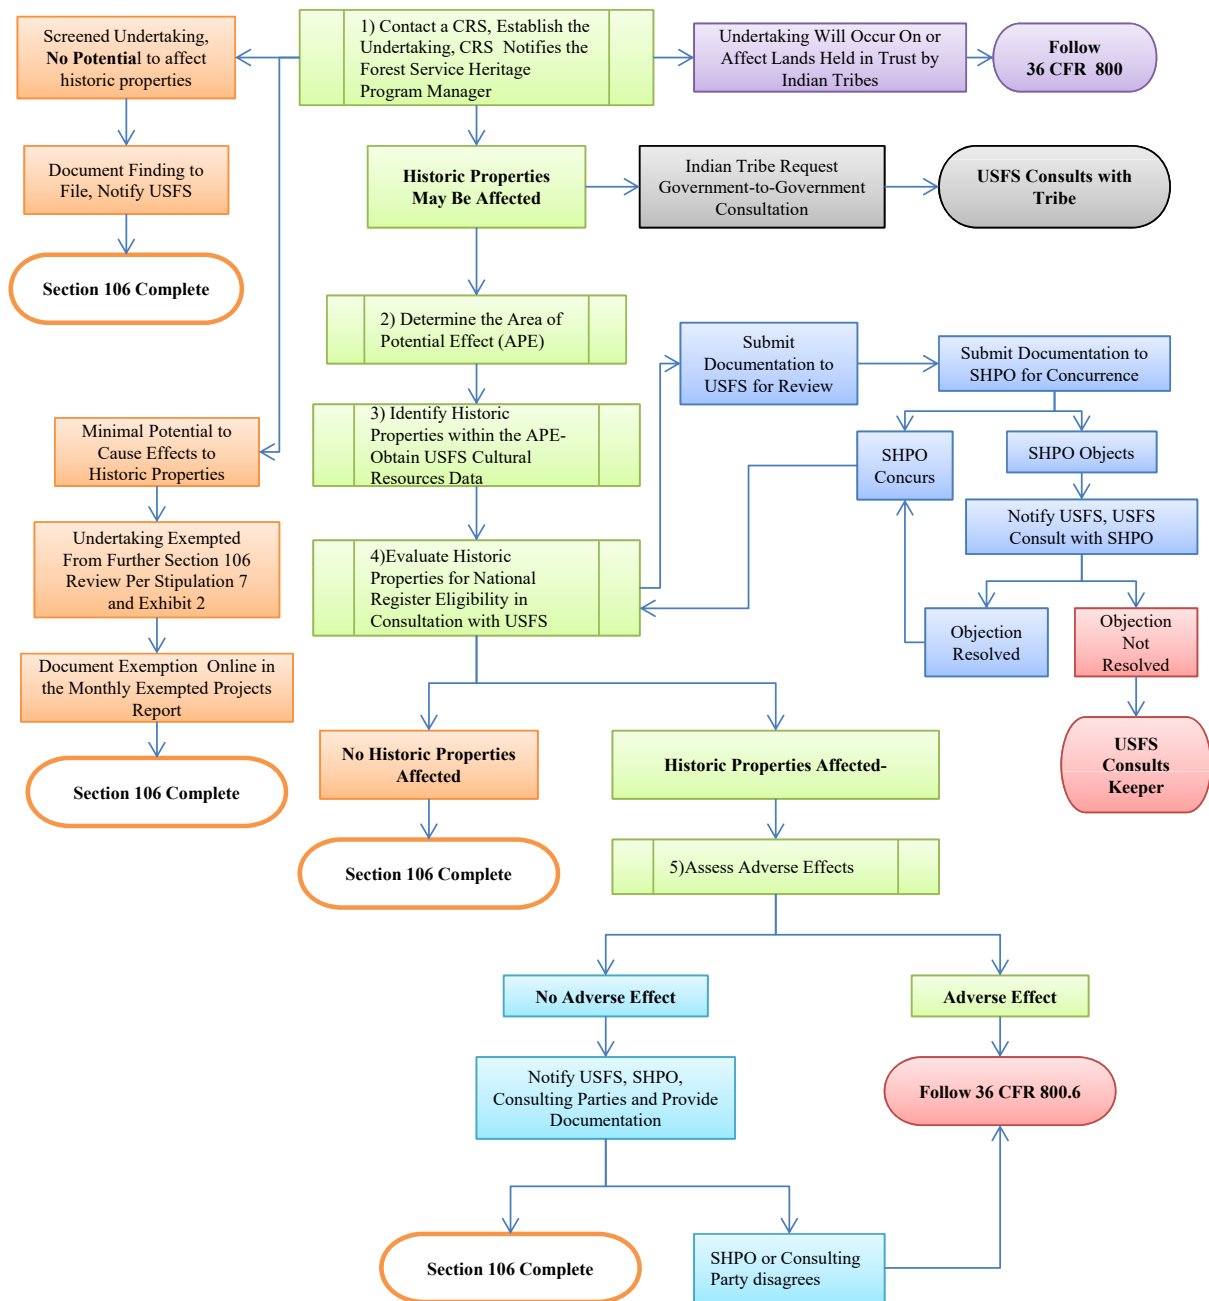 Screened Undertaking,
No Potential to affect
historic properties
1) Contact a CRS, Establish the
Undertaking, CRS  Notifies the
Forest Service Heritage
Program Manager
Undertaking Will Occur On or
Affect Lands Held in Trust by
Indian Tribes
Follow
36 CFR  800
Document Finding to
File, Notify USFS
Historic Properties
May Be Affected
Indian Tribe Request
Government-to-Government
Consultation
USFS Consults with
Tribe
Section 106 Complete
2) Determine the Area of
Potential Effect (APE)
Submit
Documentation to
USFS for Review
Submit Documentation to
SHPO for Concurrence
Minimal Potential to
Cause Effects to
Historic Properties
3) Identify Historic
Properties within the APE-
Obtain USFS Cultural
Resources Data
SHPO
Concurs
SHPO Objects
Notify USFS, USFS
Consult with SHPO
Undertaking Exempted
From Further Section 106
Review Per Stipulation 7
and Exhibit 2
4)Evaluate Historic
Properties for National
Register Eligibility in
Consultation with USFS
Objection
Resolved
Objection
Not
Resolved
Document Exemption  Online in
the Monthly Exempted Projects
Report
No Historic Properties
Affected
Historic Properties Affected-
USFS
Consults
Keeper
Section 106 Complete
Section 106 Complete
5)Assess Adverse Effects
No Adverse Effect
Adverse Effect
Notify USFS, SHPO,
Consulting Parties and Provide
Documentation
Follow 36 CFR 800.6
Section 106 Complete
SHPO or Consulting
Party disagrees